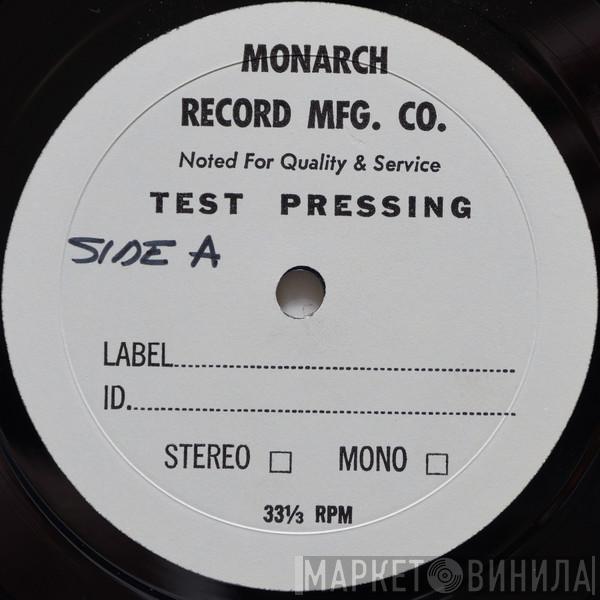 MONARCH
RECORD MFG. CO.
Noted For Quality & Service
TEST PRESSING
SIDE A
LABEL
ID.
STEREO □ MONO □
33⅓ RPM
МАРКЕТ ВИНИЛА